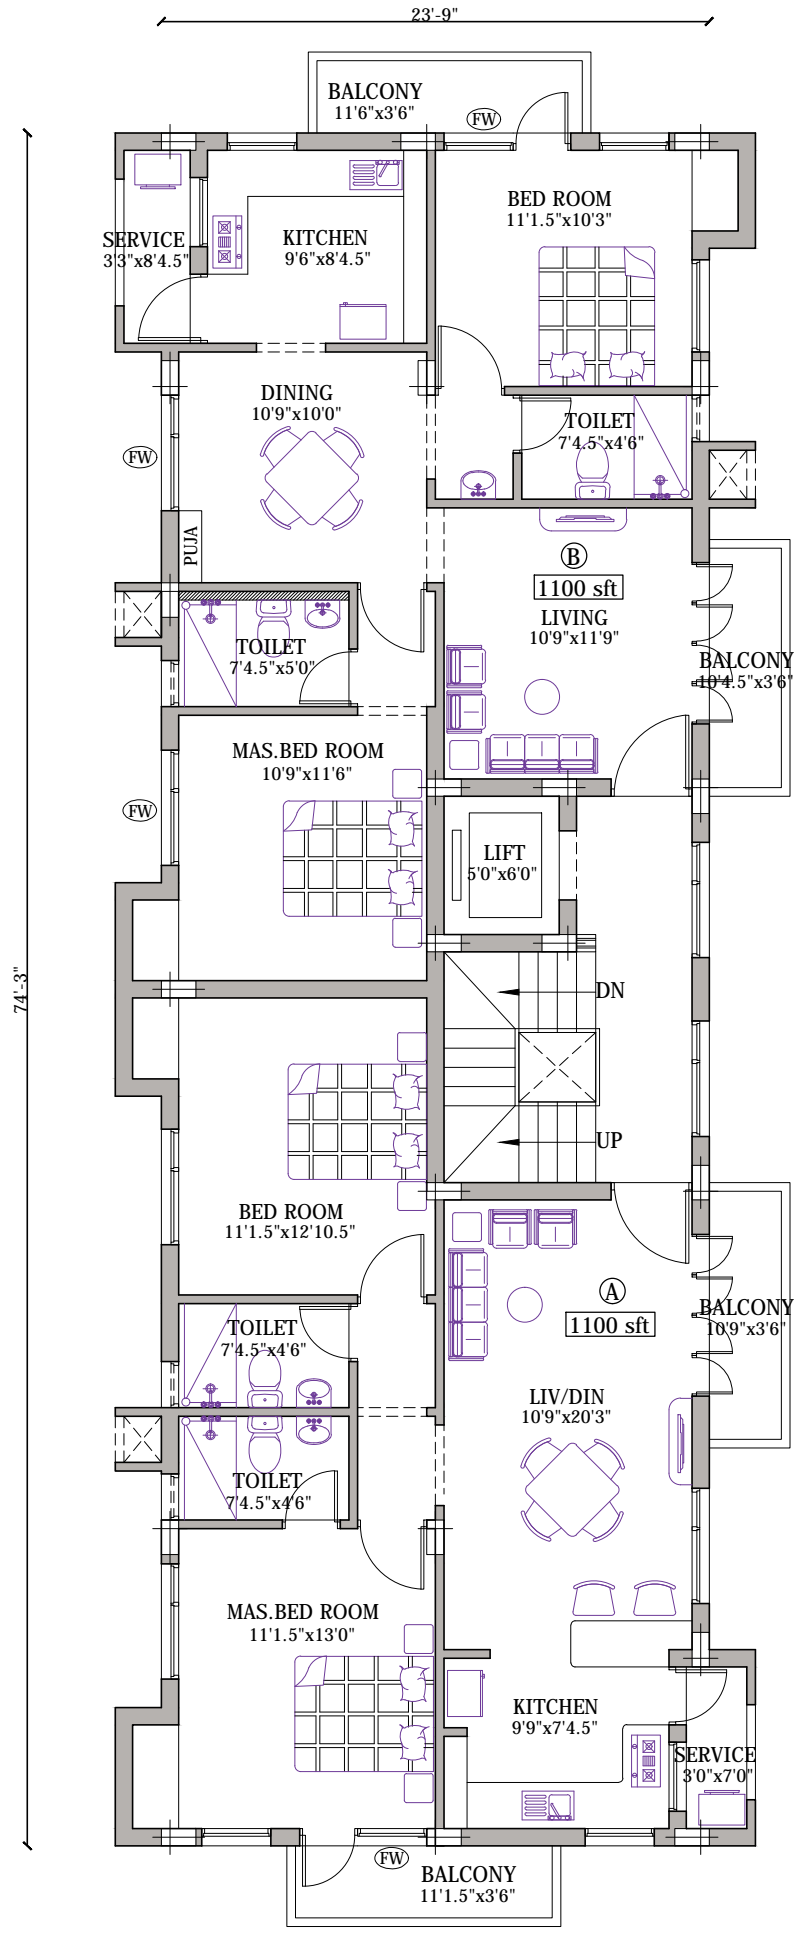 23'-9"
BALCONY
11'6"x3'6"
FW
BED ROOM
11'1.5"x10'3"
SERVICE
3'3"x8'4.5"
KITCHEN
9'6"x8'4.5"
DINING
10'9"x10'0"
TOILET
7'4.5"x4'6"
FW
PUJA
B
1100 sft
LIVING
10'9"x11'9"
TOILET
7'4.5"x5'0"
BALCONY
10'4.5"x3'6"
MAS.BED ROOM
10'9"x11'6"
FW
LIFT
5'0"x6'0"
74'-3"
DN
UP
BED ROOM
11'1.5"x12'10.5"
A
1100 sft
BALCONY
10'9"x3'6"
TOILET
7'4.5"x4'6"
LIV/DIN
10'9"x20'3"
TOILET
7'4.5"x4'6"
MAS.BED ROOM
11'1.5"x13'0"
KITCHEN
9'9"x7'4.5"
SERVICE
3'0"x7'0"
FW
BALCONY
11'1.5"x3'6"